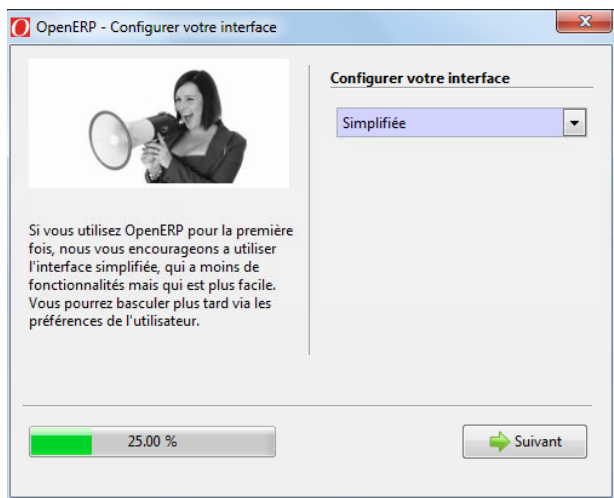 OpenERP - Configurer votre interface
Configurer votre interface
Simplifiée
Si vous utilisez OpenERP pour la première
fois, nous vous encourageons a utiliser
l'interface simplifiée, qui a moins de
fonctionnalités mais qui est plus facile.
Vous pourrez basculer plus tard via les
préférences de l'utilisateur.
25.00 %
Suivant